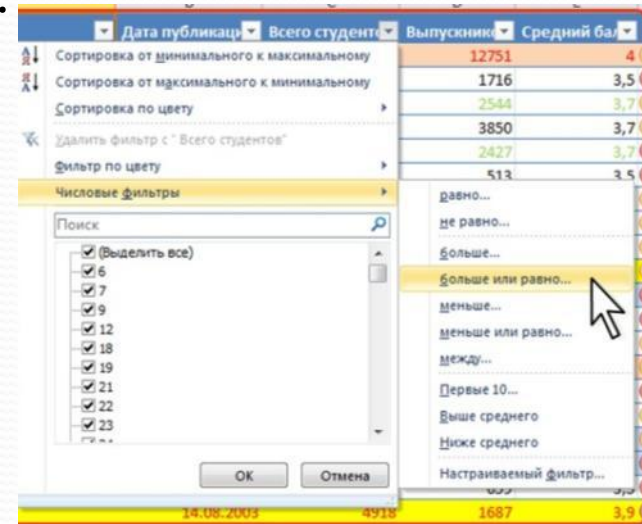 Дата публикаци Всего студент Выпускник Средний ба
Сортировка от минимального к максимальному 12751 4
Сортировка от максимального к минимальному 1716 3,5
Сортировка по цвету 2544 3,7
Удалить фильтр с " Всего студентов" 3850 3,7
Фильтр по цвету 2427 3,7
Числовые фильтры 513 3,5
Поиск
(Выделить все)
6
7
9
12
18
19
21
22
23
OK Отмена
равно...
не равно...
больше...
больше или равно...
меньше...
меньше или равно...
между...
Первые 10...
Выше среднего
Ниже среднего
Настраиваемый фильтр...
14.08.2003 4918 1687 3,9